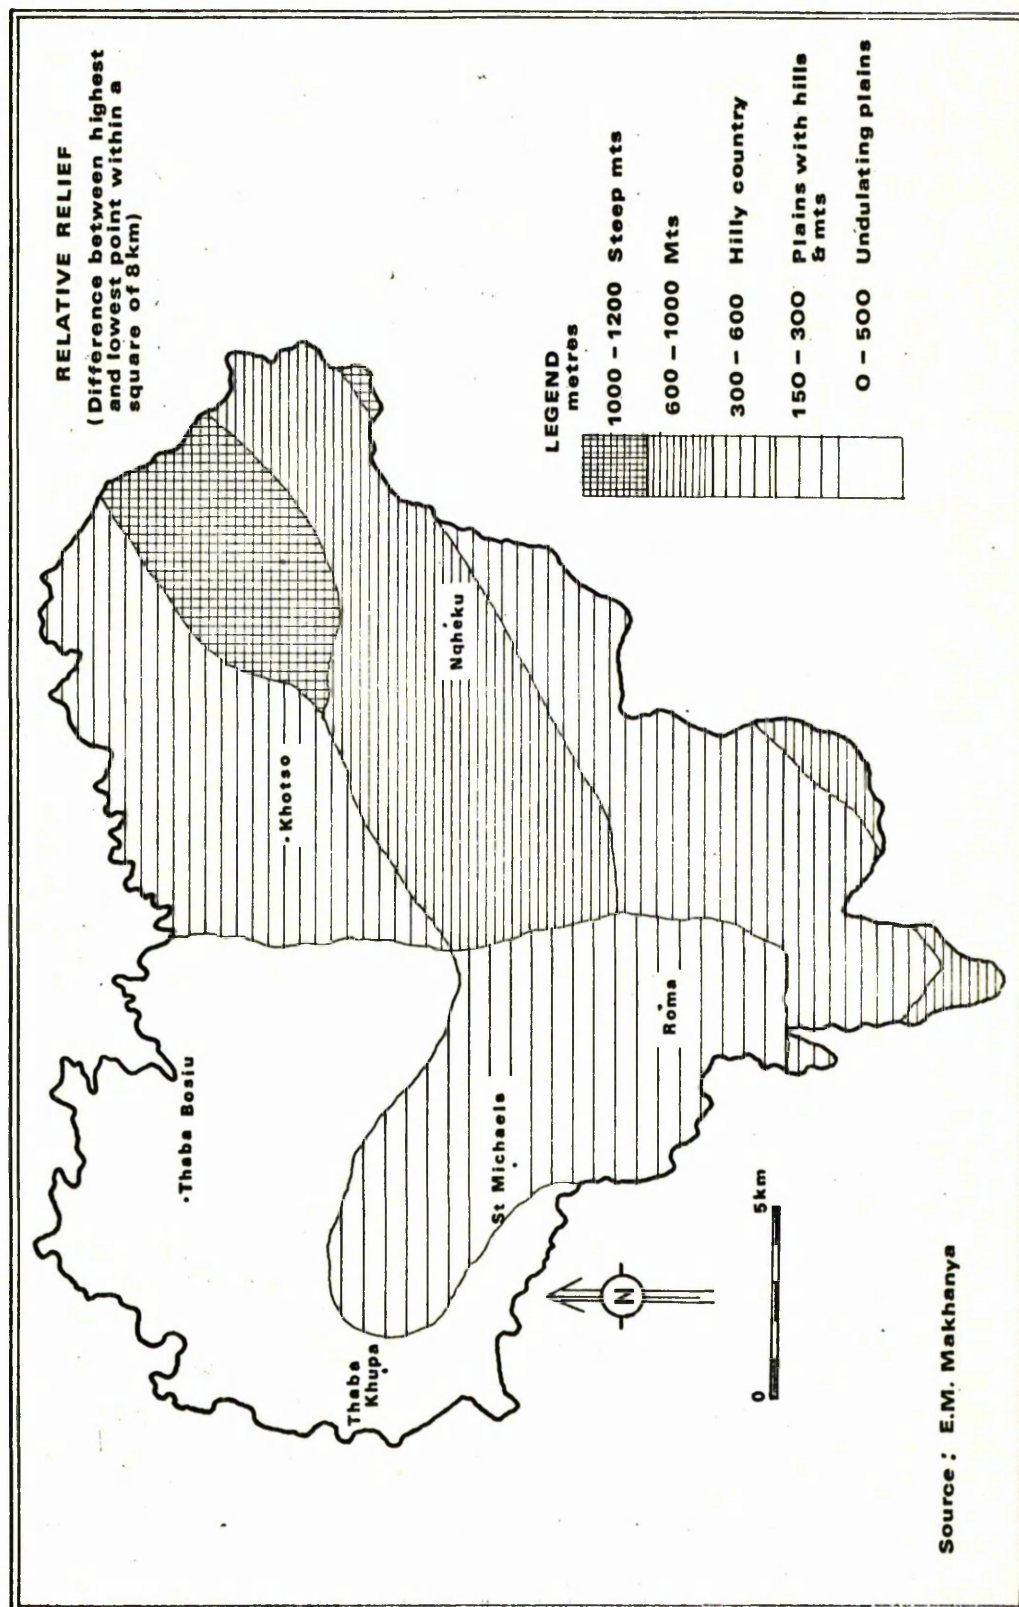 RELATIVE RELIEF
(Difference between highest
and lowest point within a
square of 8km)
Thaba Bosiu
Khotso
Nqheku
Thaba
Khupa
St Michaels
Roma
N
0 5km
LEGEND
metres
1000-1200 Steep mts
600-1000 Mts
300-600 Hilly country
150-300 Plains with hills
& mts
0-500 Undulating plains
Source: E.M. Makhanya